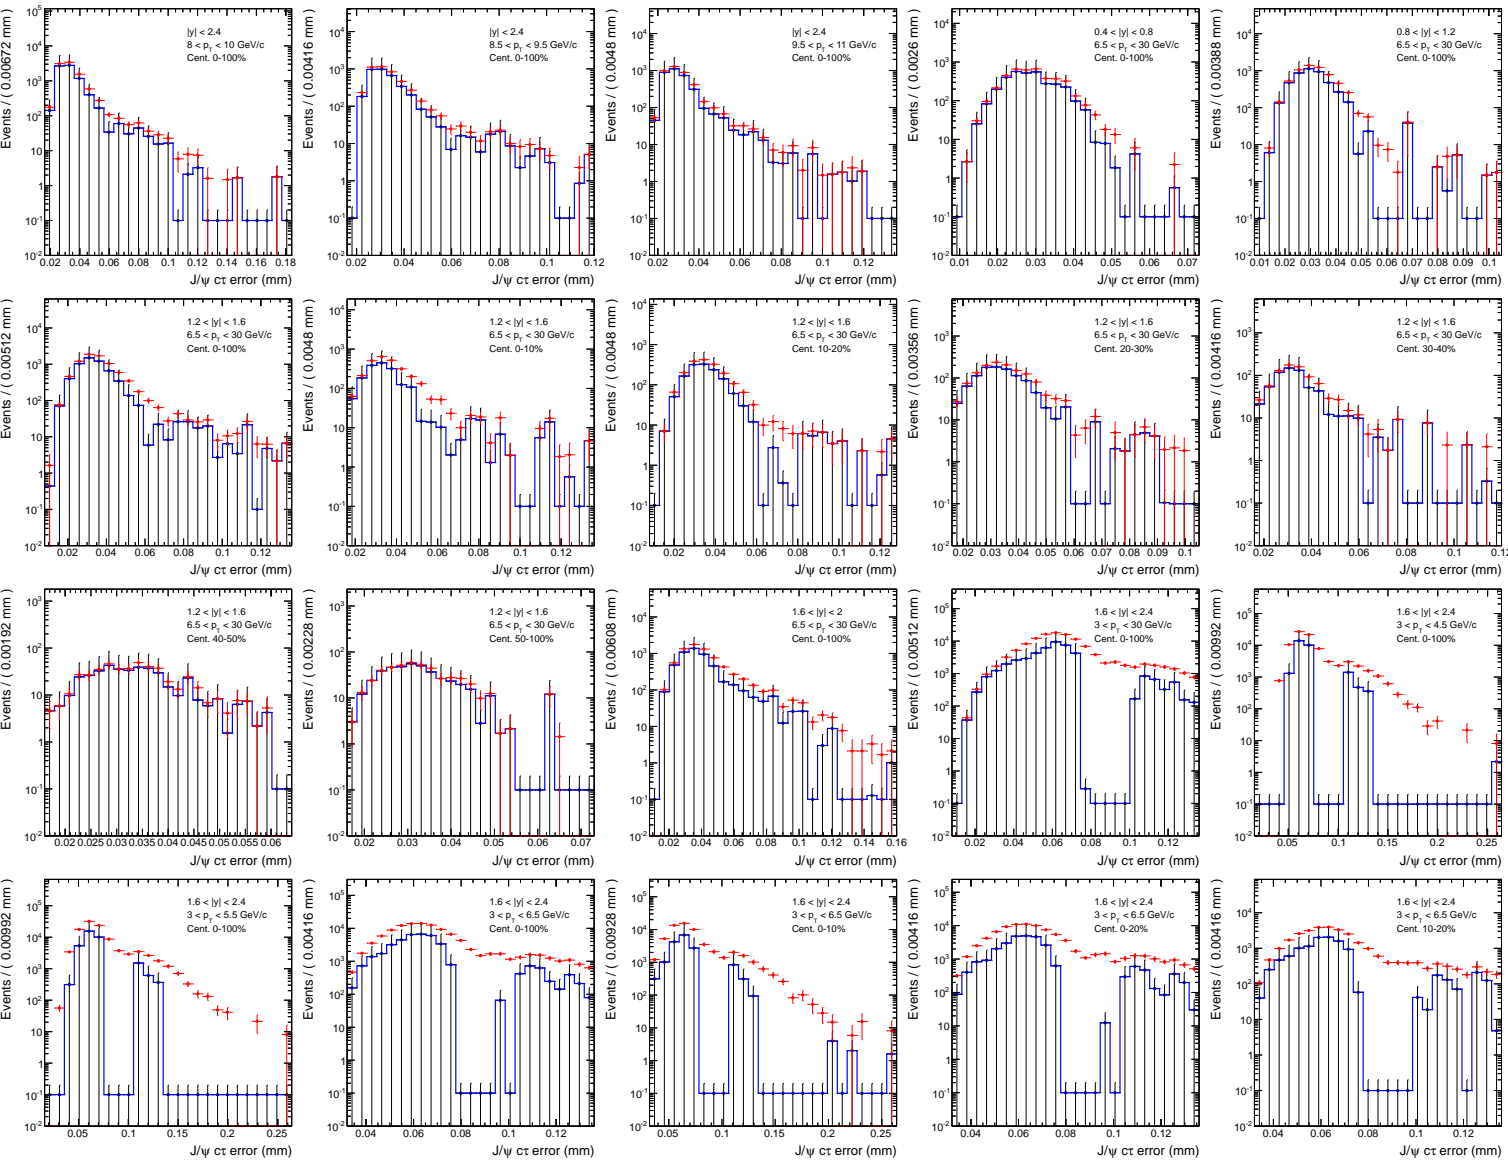 Events / ( 0.00672 mm )
|y| < 2.4
8 < p_T < 10 GeV/c
Cent. 0-100%
J/ψ cτ error (mm)
Events / ( 0.00416 mm )
|y| < 2.4
8.5 < p_T < 9.5 GeV/c
Cent. 0-100%
J/ψ cτ error (mm)
Events / ( 0.0048 mm )
|y| < 2.4
9.5 < p_T < 11 GeV/c
Cent. 0-100%
J/ψ cτ error (mm)
Events / ( 0.0026 mm )
0.4 < |y| < 0.8
6.5 < p_T < 30 GeV/c
Cent. 0-100%
J/ψ cτ error (mm)
Events / ( 0.00388 mm )
0.8 < |y| < 1.2
6.5 < p_T < 30 GeV/c
Cent. 0-100%
J/ψ cτ error (mm)
Events / ( 0.00512 mm )
1.2 < |y| < 1.6
6.5 < p_T < 30 GeV/c
Cent. 0-100%
J/ψ cτ error (mm)
Events / ( 0.0048 mm )
1.2 < |y| < 1.6
6.5 < p_T < 30 GeV/c
Cent. 0-10%
J/ψ cτ error (mm)
Events / ( 0.0048 mm )
1.2 < |y| < 1.6
6.5 < p_T < 30 GeV/c
Cent. 10-20%
J/ψ cτ error (mm)
Events / ( 0.00356 mm )
1.2 < |y| < 1.6
6.5 < p_T < 30 GeV/c
Cent. 20-30%
J/ψ cτ error (mm)
Events / ( 0.00416 mm )
1.2 < |y| < 1.6
6.5 < p_T < 30 GeV/c
Cent. 30-40%
J/ψ cτ error (mm)
Events / ( 0.00192 mm )
1.2 < |y| < 1.6
6.5 < p_T < 30 GeV/c
Cent. 40-50%
J/ψ cτ error (mm)
Events / ( 0.00228 mm )
1.2 < |y| < 1.6
6.5 < p_T < 30 GeV/c
Cent. 50-100%
J/ψ cτ error (mm)
Events / ( 0.00608 mm )
1.6 < |y| < 2
6.5 < p_T < 30 GeV/c
Cent. 0-100%
J/ψ cτ error (mm)
Events / ( 0.00512 mm )
1.6 < |y| < 2.4
3 < p_T < 30 GeV/c
Cent. 0-100%
J/ψ cτ error (mm)
Events / ( 0.00992 mm )
1.6 < |y| < 2.4
3 < p_T < 4.5 GeV/c
Cent. 0-100%
J/ψ cτ error (mm)
Events / ( 0.00992 mm )
1.6 < |y| < 2.4
3 < p_T < 5.5 GeV/c
Cent. 0-100%
J/ψ cτ error (mm)
Events / ( 0.00416 mm )
1.6 < |y| < 2.4
3 < p_T < 6.5 GeV/c
Cent. 0-100%
J/ψ cτ error (mm)
Events / ( 0.00928 mm )
1.6 < |y| < 2.4
3 < p_T < 6.5 GeV/c
Cent. 0-10%
J/ψ cτ error (mm)
Events / ( 0.00416 mm )
1.6 < |y| < 2.4
3 < p_T < 6.5 GeV/c
Cent. 0-20%
J/ψ cτ error (mm)
Events / ( 0.00416 mm )
1.6 < |y| < 2.4
3 < p_T < 6.5 GeV/c
Cent. 10-20%
J/ψ cτ error (mm)